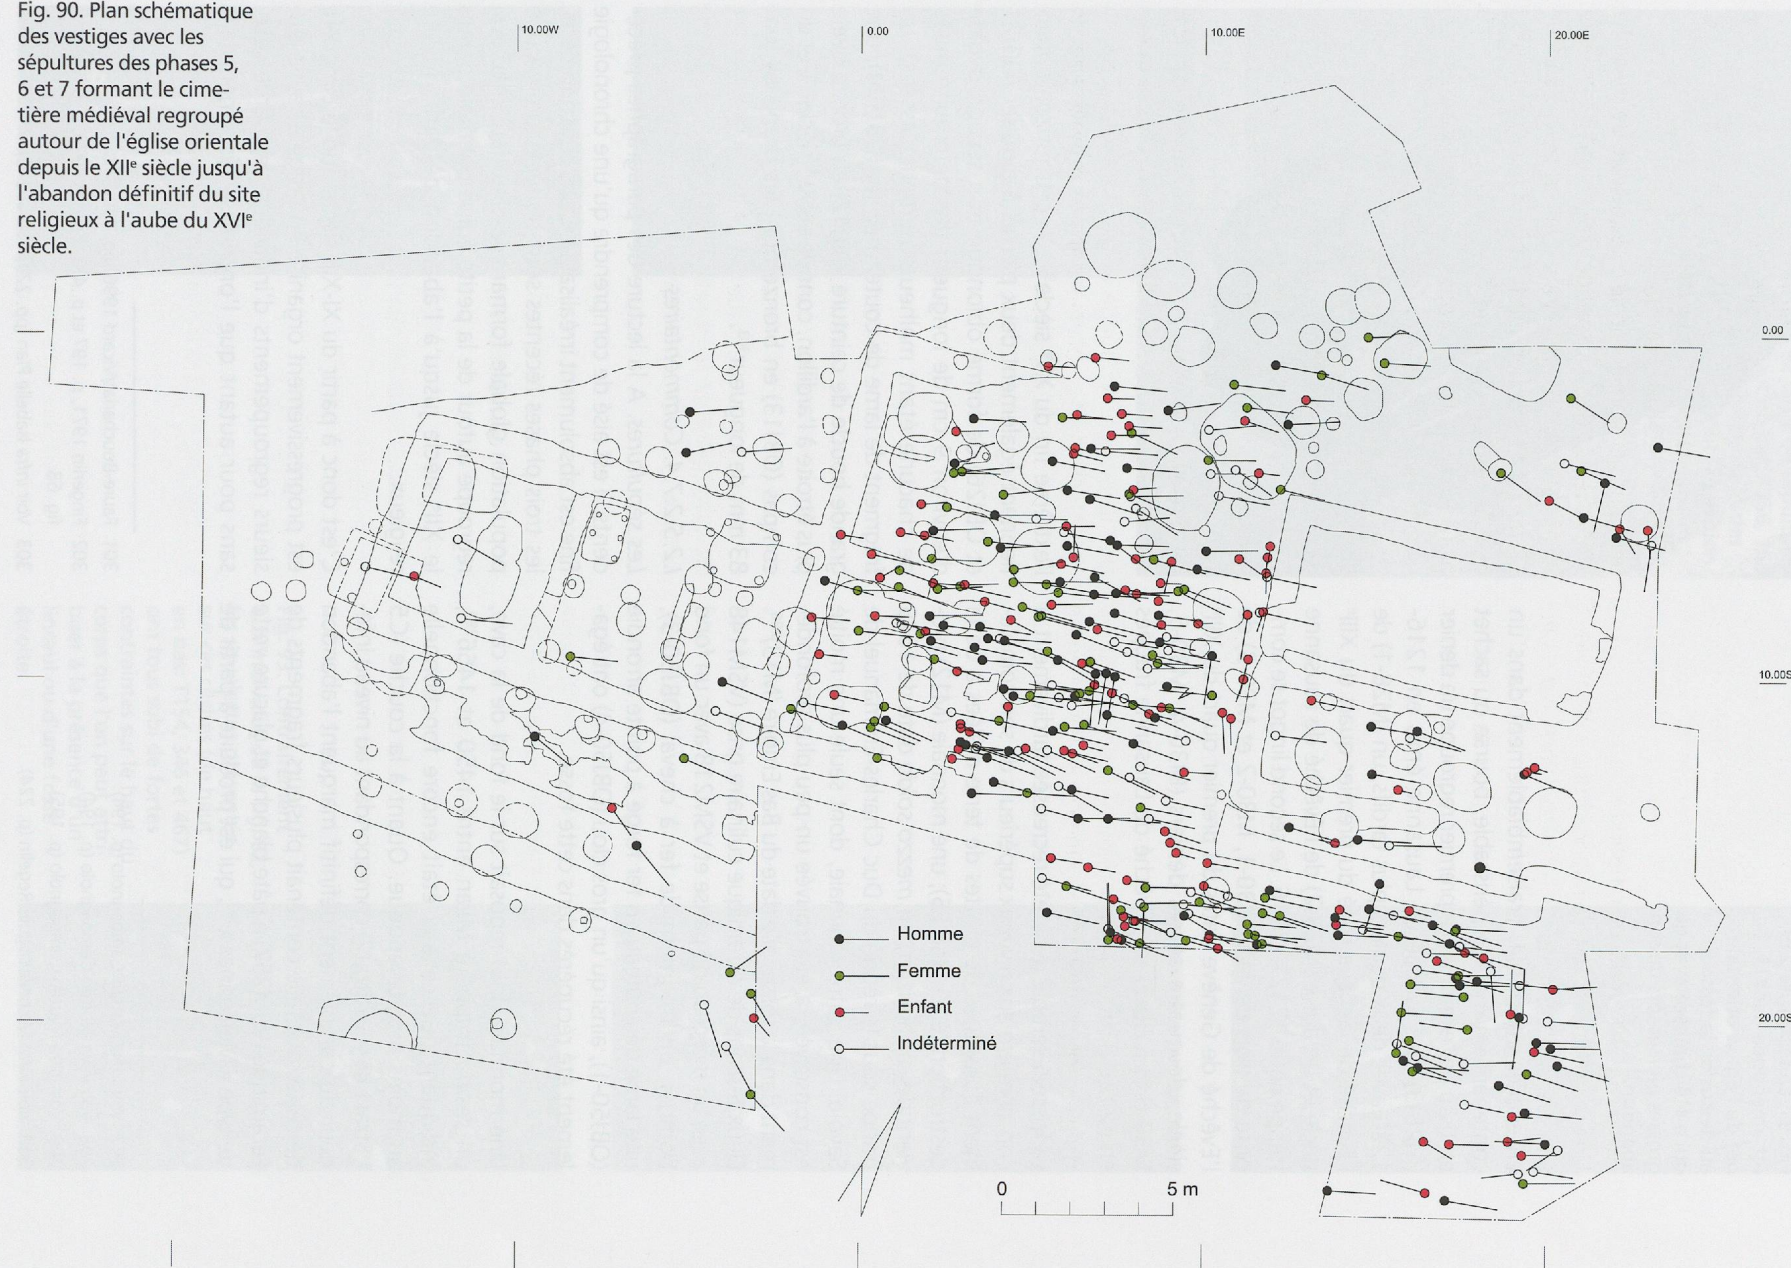 Fig. 90. Plan schématique
des vestiges avec les
sépultures des phases 5,
6 et 7 formant le cime-
tière médiéval regroupé
autour de l'église orientale
depuis le XIIe siècle jusqu'à
l'abandon définitif du site
religieux à l'aube du XVIe
siècle.
10.00W
0.00
10.00E
20.00E
0.00
10.00S
20.00S
Homme
Femme
Enfant
Indéterminé
0
5 m